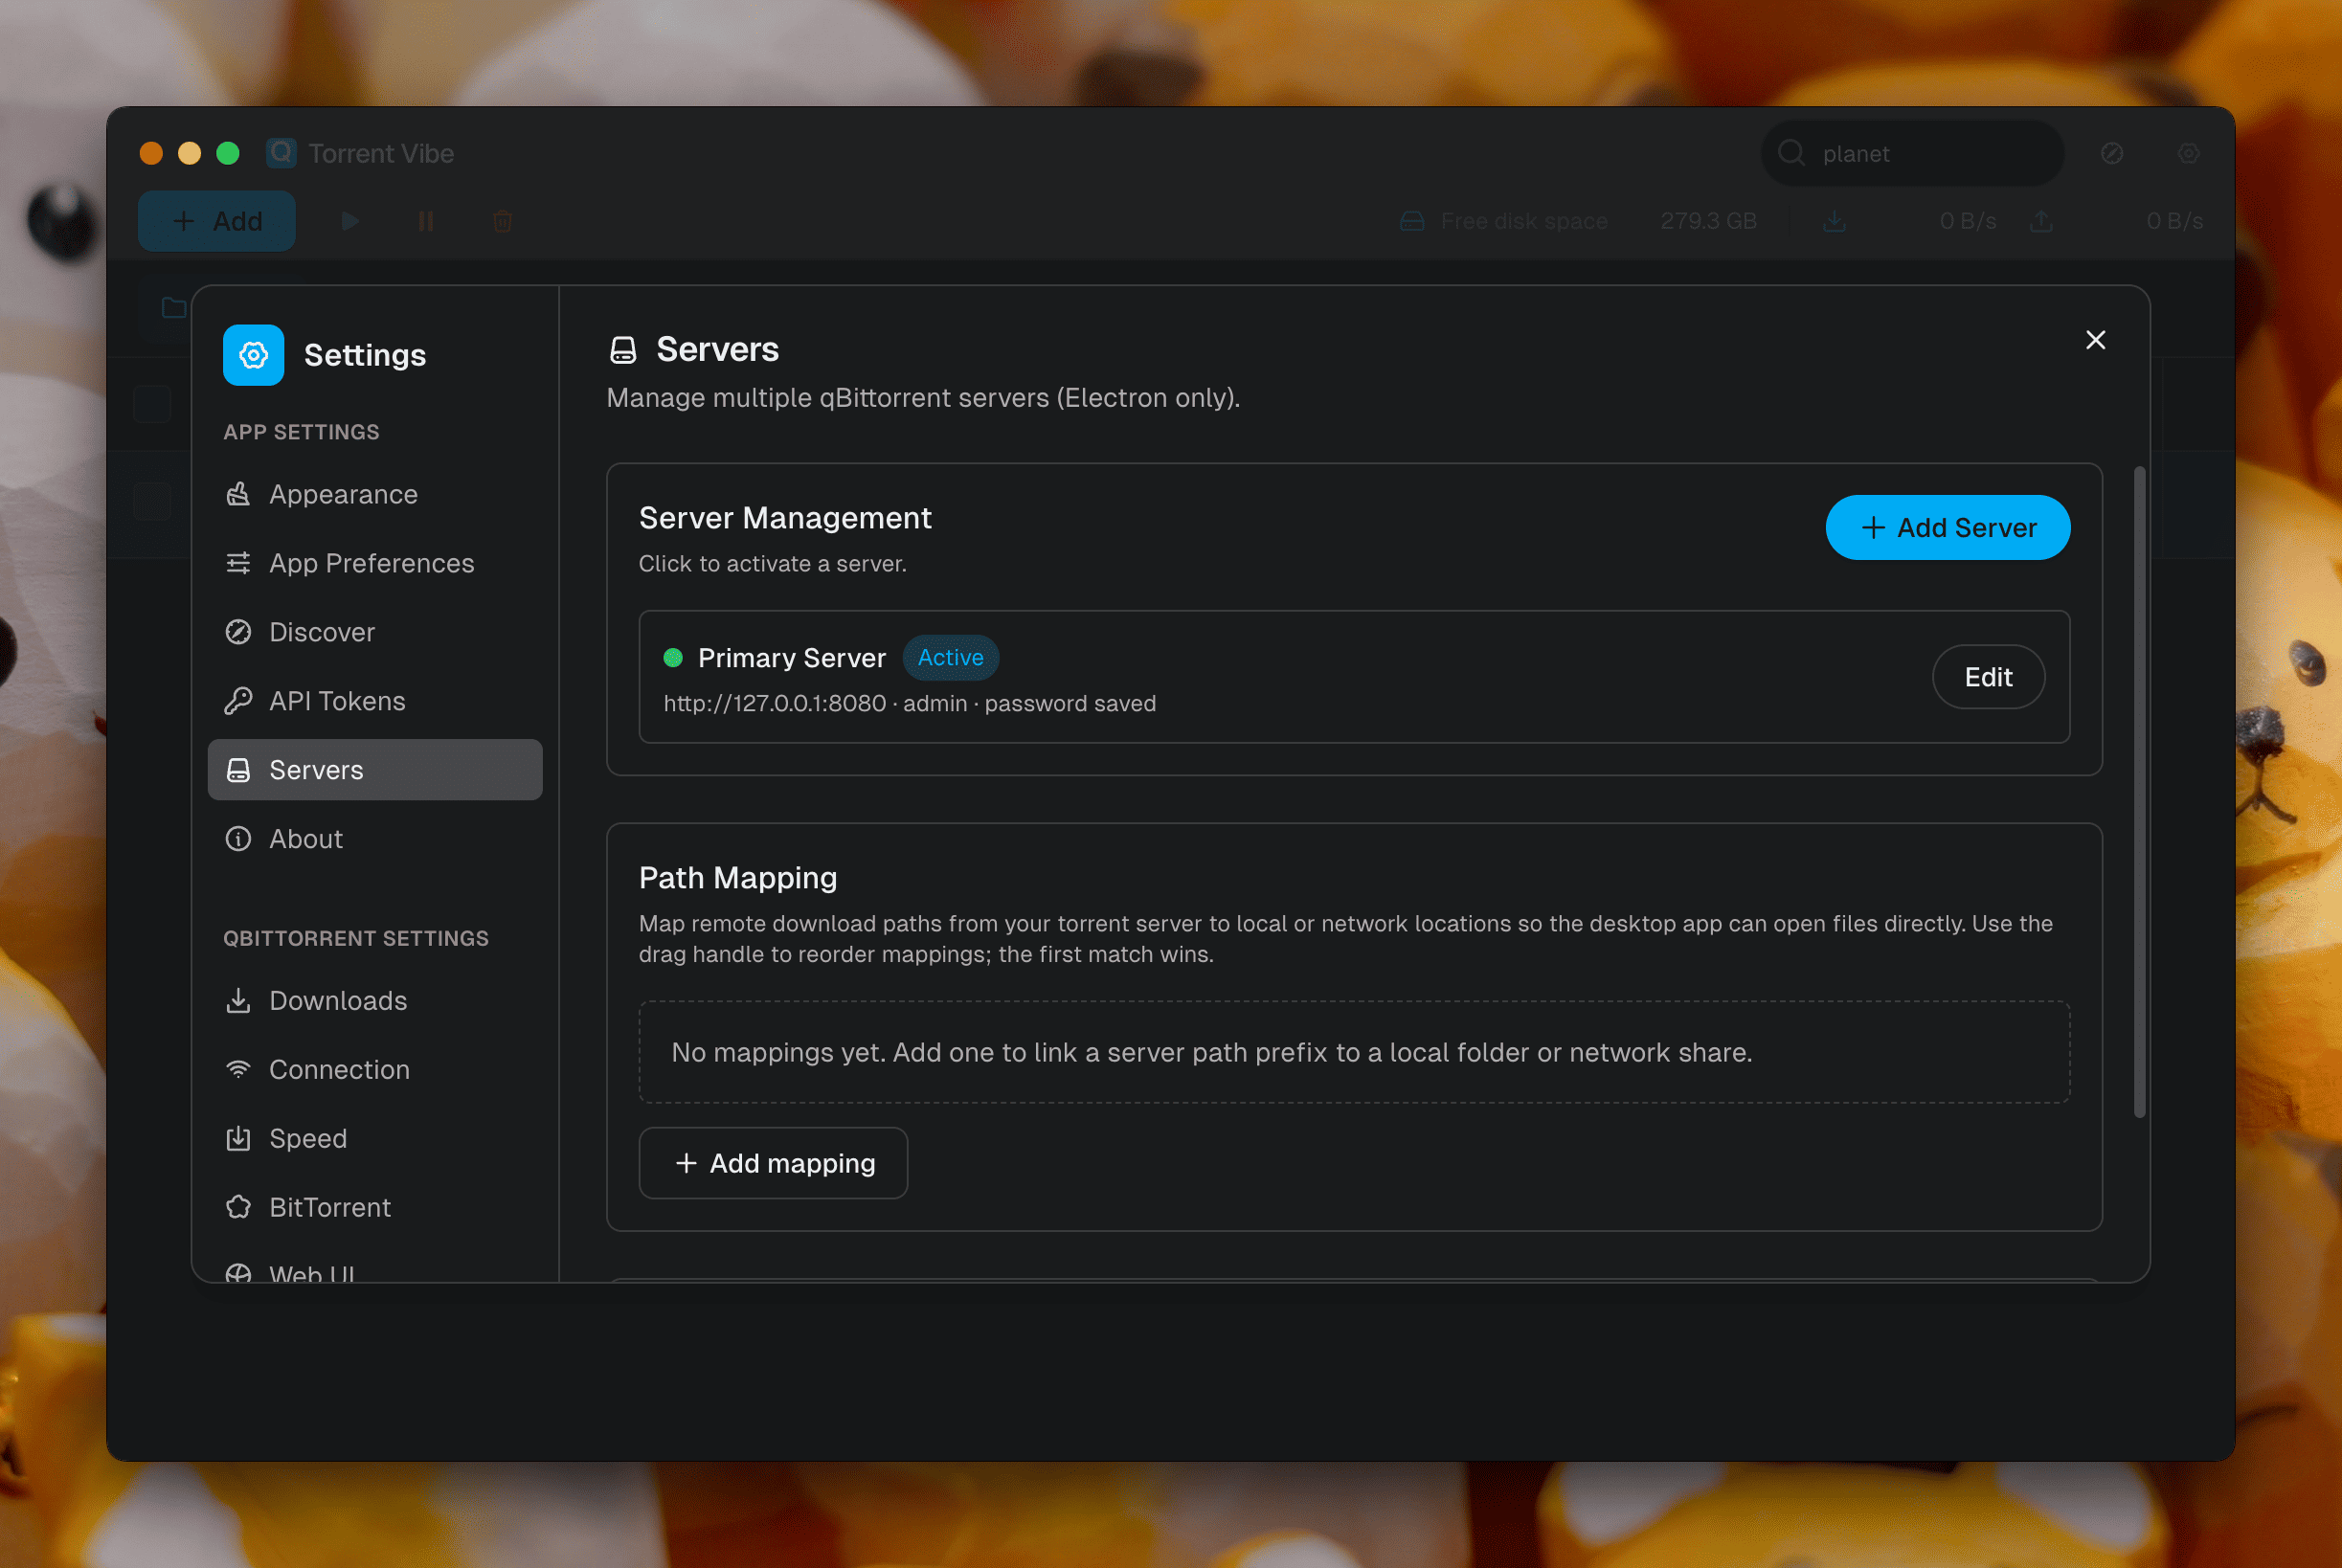 Torrent Vibe
planet
Add
Free disk space 279.3 GB 0 B/s 0 B/s
Settings
APP SETTINGS
Appearance
App Preferences
Discover
API Tokens
Servers
About
QBITTORRENT SETTINGS
Downloads
Connection
Speed
BitTorrent
Web UI
Servers
Manage multiple qBittorrent servers (Electron only).
Server Management
Click to activate a server.
Add Server
Primary Server Active
http://127.0.0.1:8080 · admin · password saved
Edit
Path Mapping
Map remote download paths from your torrent server to local or network locations so the desktop app can open files directly. Use the
drag handle to reorder mappings; the first match wins.
No mappings yet. Add one to link a server path prefix to a local folder or network share.
Add mapping